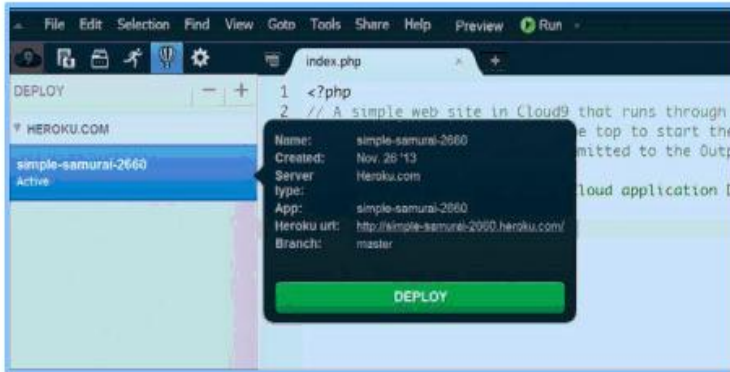 File Edit Selection Find View Goto Tools Share Help Preview Run
index.php
DEPLOY
HEROKU.COM
simple-samurai-2660
Active
1 <?php
2 // A simple web site in Cloud9 that runs through
e top to start the
mitted to the Outp
loud application D
Name: simple-samurai-2660
Created: Nov. 26 '13
Server type: Heroku.com
App: simple-samurai-2660
Heroku url: http://simple-samurai-2660.heroku.com/
Branch: master
DEPLOY